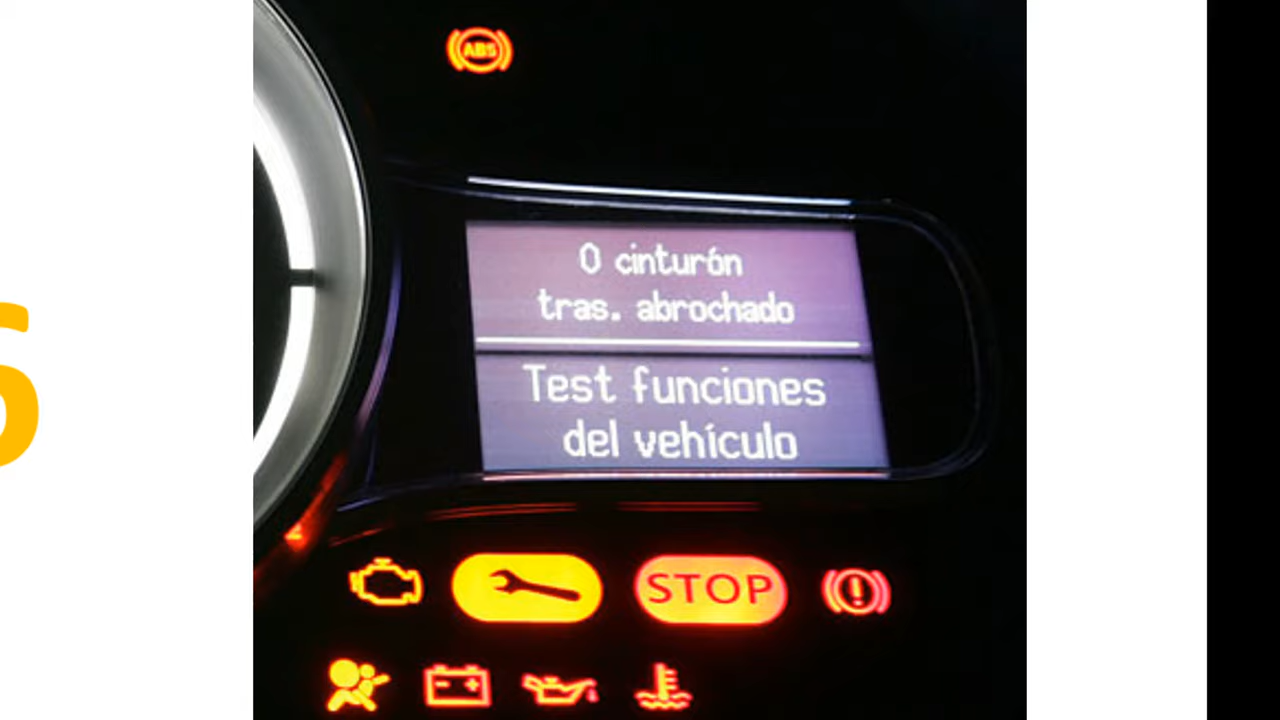 ABS
0 cinturón
tras. abrochado
Test funciones
del vehículo
STOP